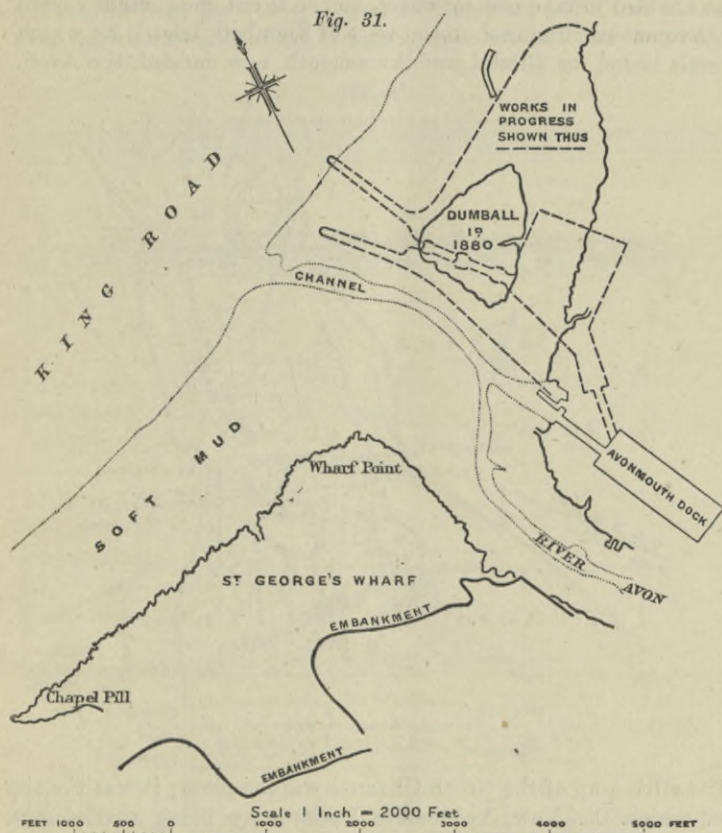 Fig. 31.
KING ROAD
WORKS IN
PROGRESS
SHOWN THUS
DUMBALL
ID
1880
CHANNEL
SOFT MUD
Wharf Point
AVONMOUTH DOCK
RIVER
AVON
ST GEORGE'S WHARF
EMBANKMENT
Chapel Pill
EMBANKMENT
Scale 1 Inch = 2000 Feet
FEET 1000 500 0 1000 2000 3000 4000 5000 FEET